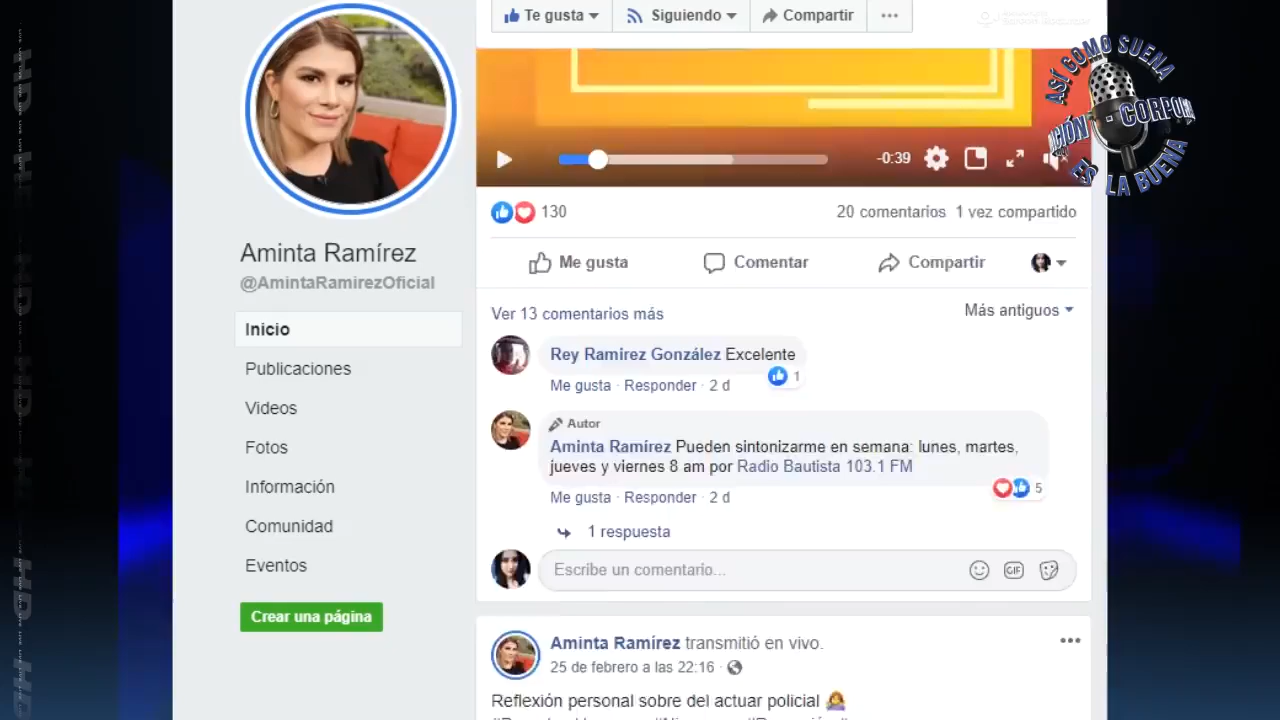 Te gusta
Siguiendo
Compartir
ASÍ COMO SUENA
ES LA BUENA
-0:39
130
20 comentarios 1 vez compartido
Aminta Ramírez
@AmintaRamirezOficial
Me gusta
Comentar
Compartir
Inicio
Publicaciones
Videos
Fotos
Información
Comunidad
Eventos
Crear una página
Ver 13 comentarios más
Más antiguos
Rey Ramirez González Excelente
1
Me gusta · Responder · 2 d
Autor
Aminta Ramírez Pueden sintonizarme en semana: lunes, martes,
jueves y viernes 8 am por Radio Bautista 103.1 FM
5
Me gusta · Responder · 2 d
1 respuesta
Escribe un comentario...
GIF
Aminta Ramírez transmitió en vivo.
25 de febrero a las 22:16 ·
Reflexión personal sobre del actuar policial